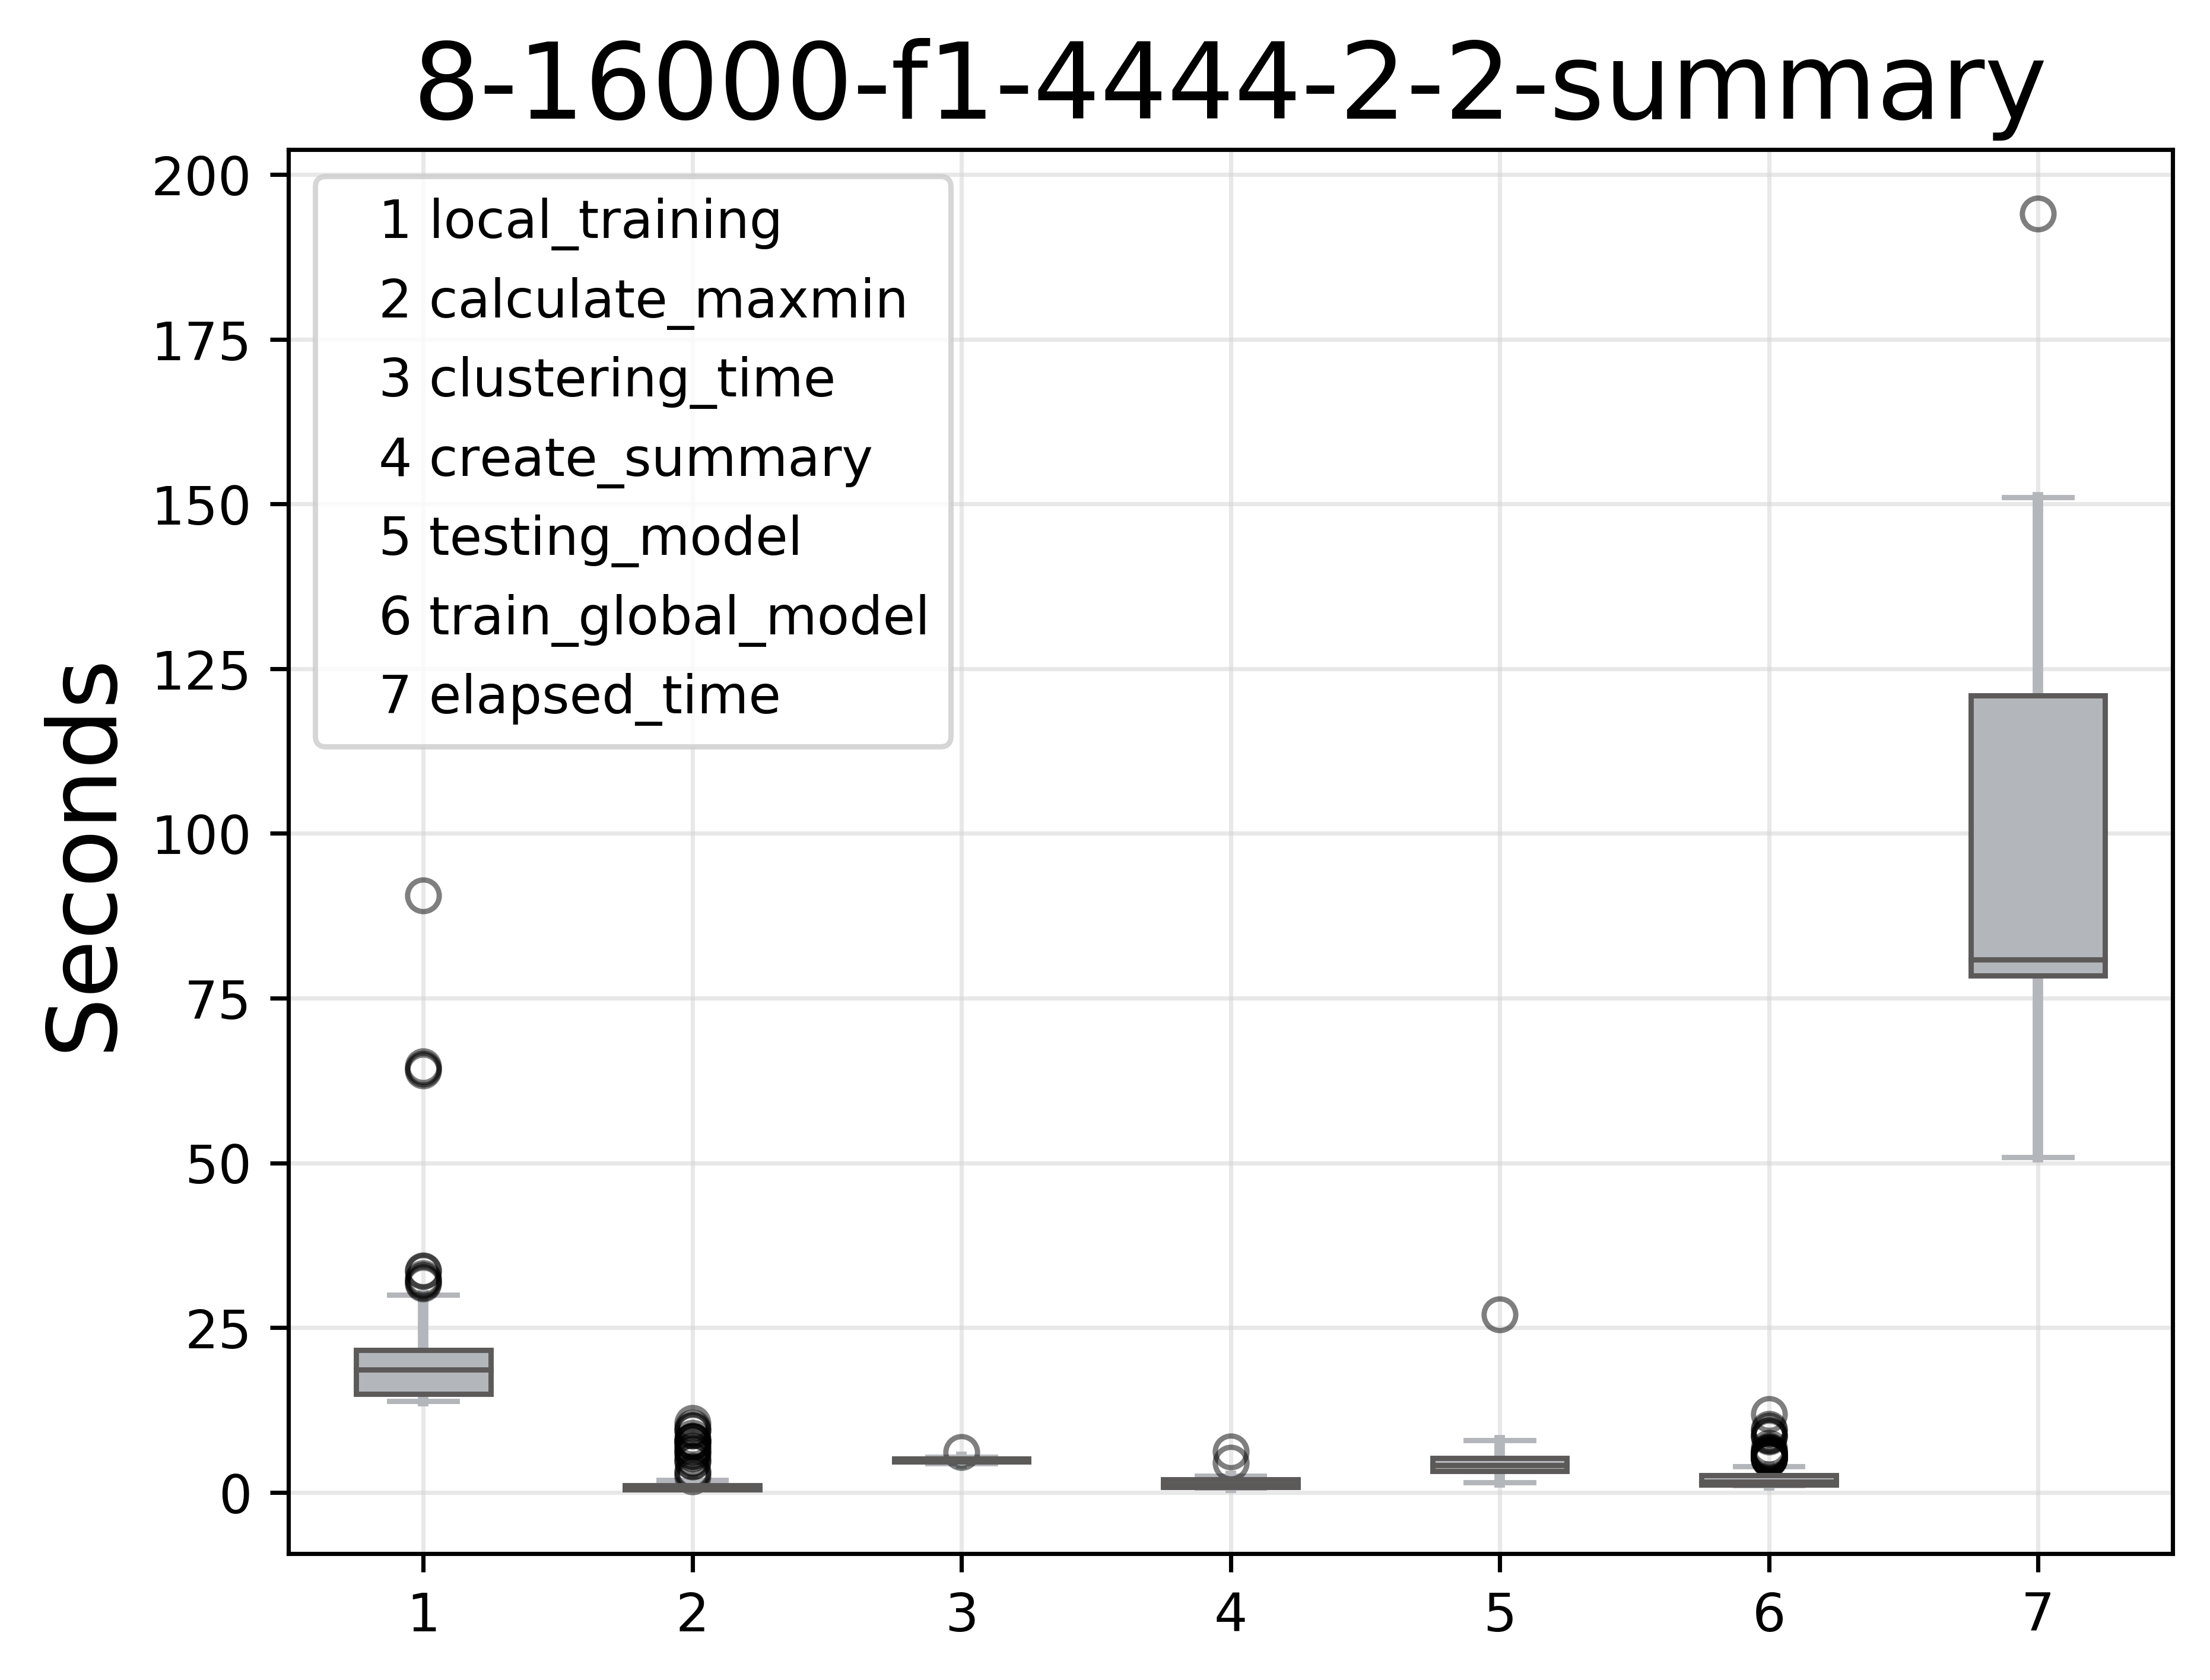 8-16000-f1-4444-2-2-summary
200
175
150
125
100
75
50
25
0
Seconds
1 local_training
2 calculate_maxmin
3 clustering_time
4 create_summary
5 testing_model
6 train_global_model
7 elapsed_time
1 2 3 4 5 6 7